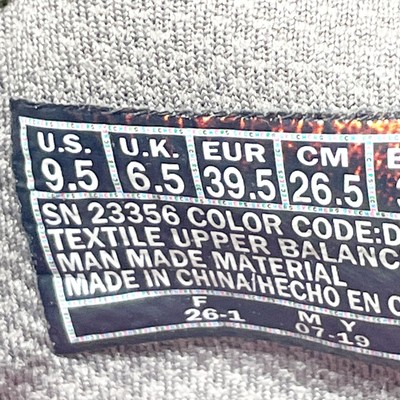 U.S. U.K. EUR CM
9.5 6.5 39.5 26.5
SN 23356 COLOR CODE:D
TEXTILE UPPER BALANC
MAN MADE MATERIAL
MADE IN CHINA/HECHO EN C
F M Y
26-1 07-19